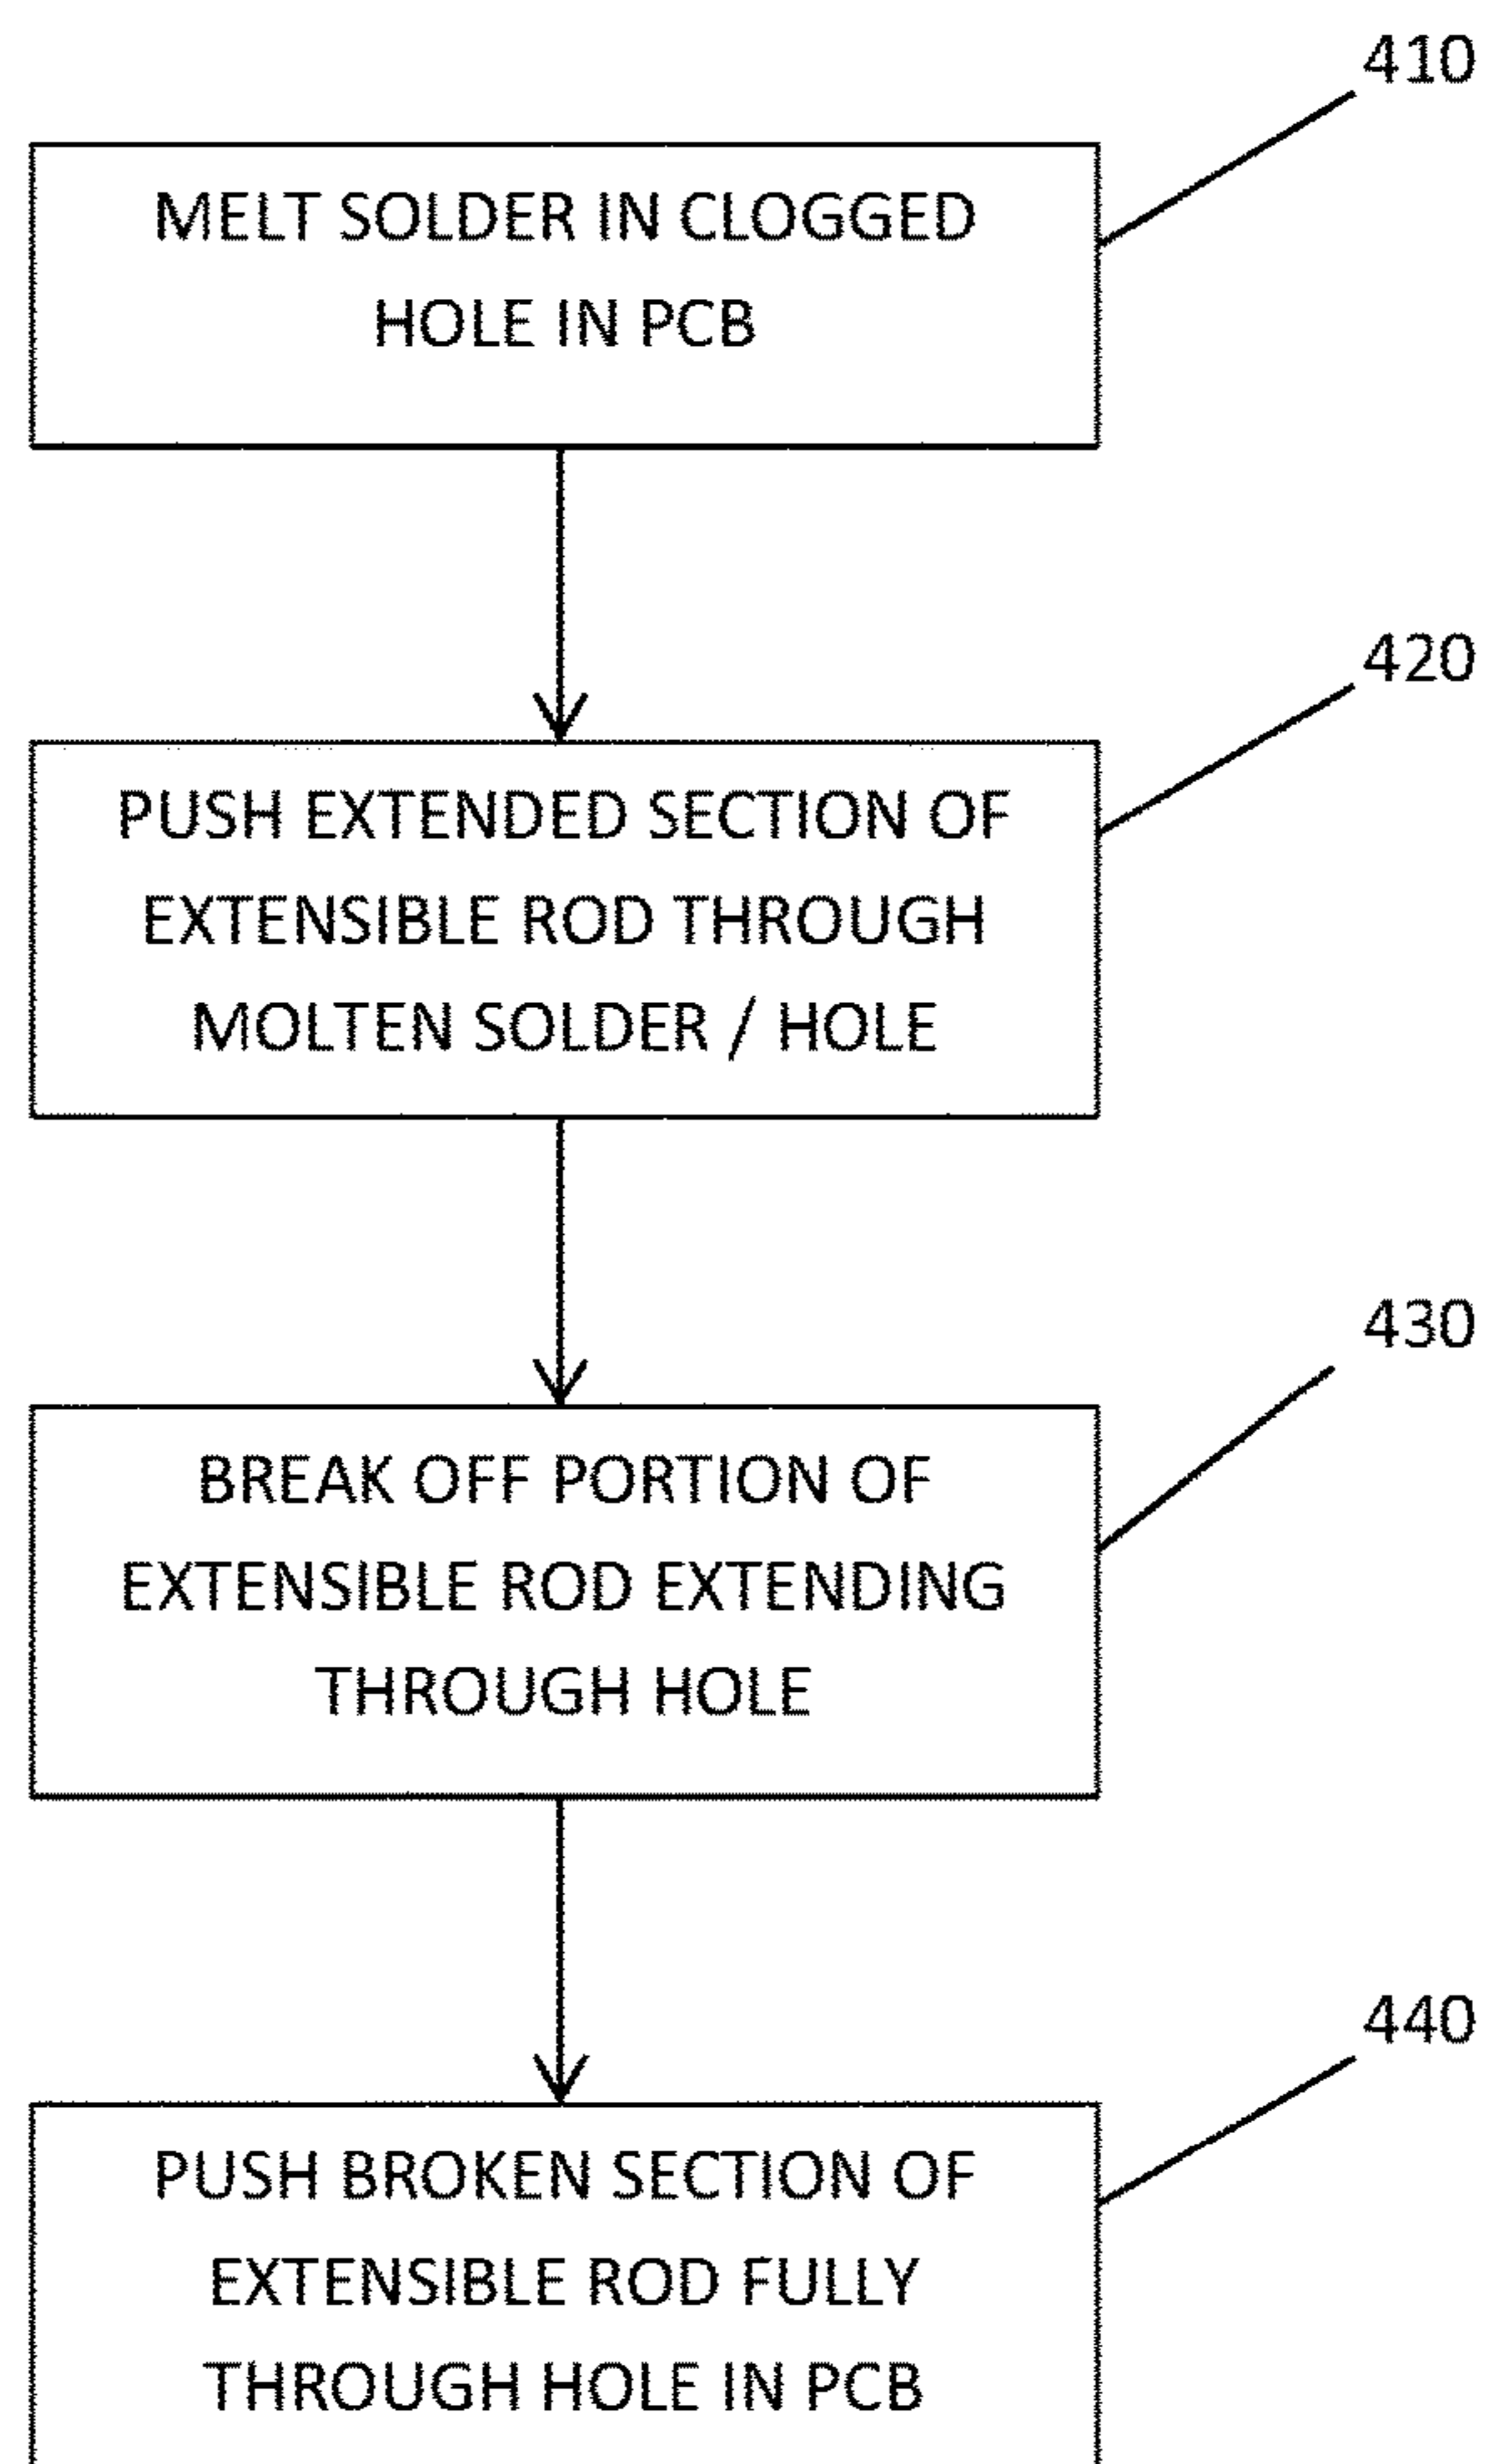 410
MELT SOLDER IN CLOGGED
HOLE IN PCB
420
PUSH EXTENDED SECTION OF
EXTENSIBLE ROD THROUGH
MOLTEN SOLDER / HOLE
430
BREAK OFF PORTION OF
EXTENSIBLE ROD EXTENDING
THROUGH HOLE
440
PUSH BROKEN SECTION OF
EXTENSIBLE ROD FULLY
THROUGH HOLE IN PCB